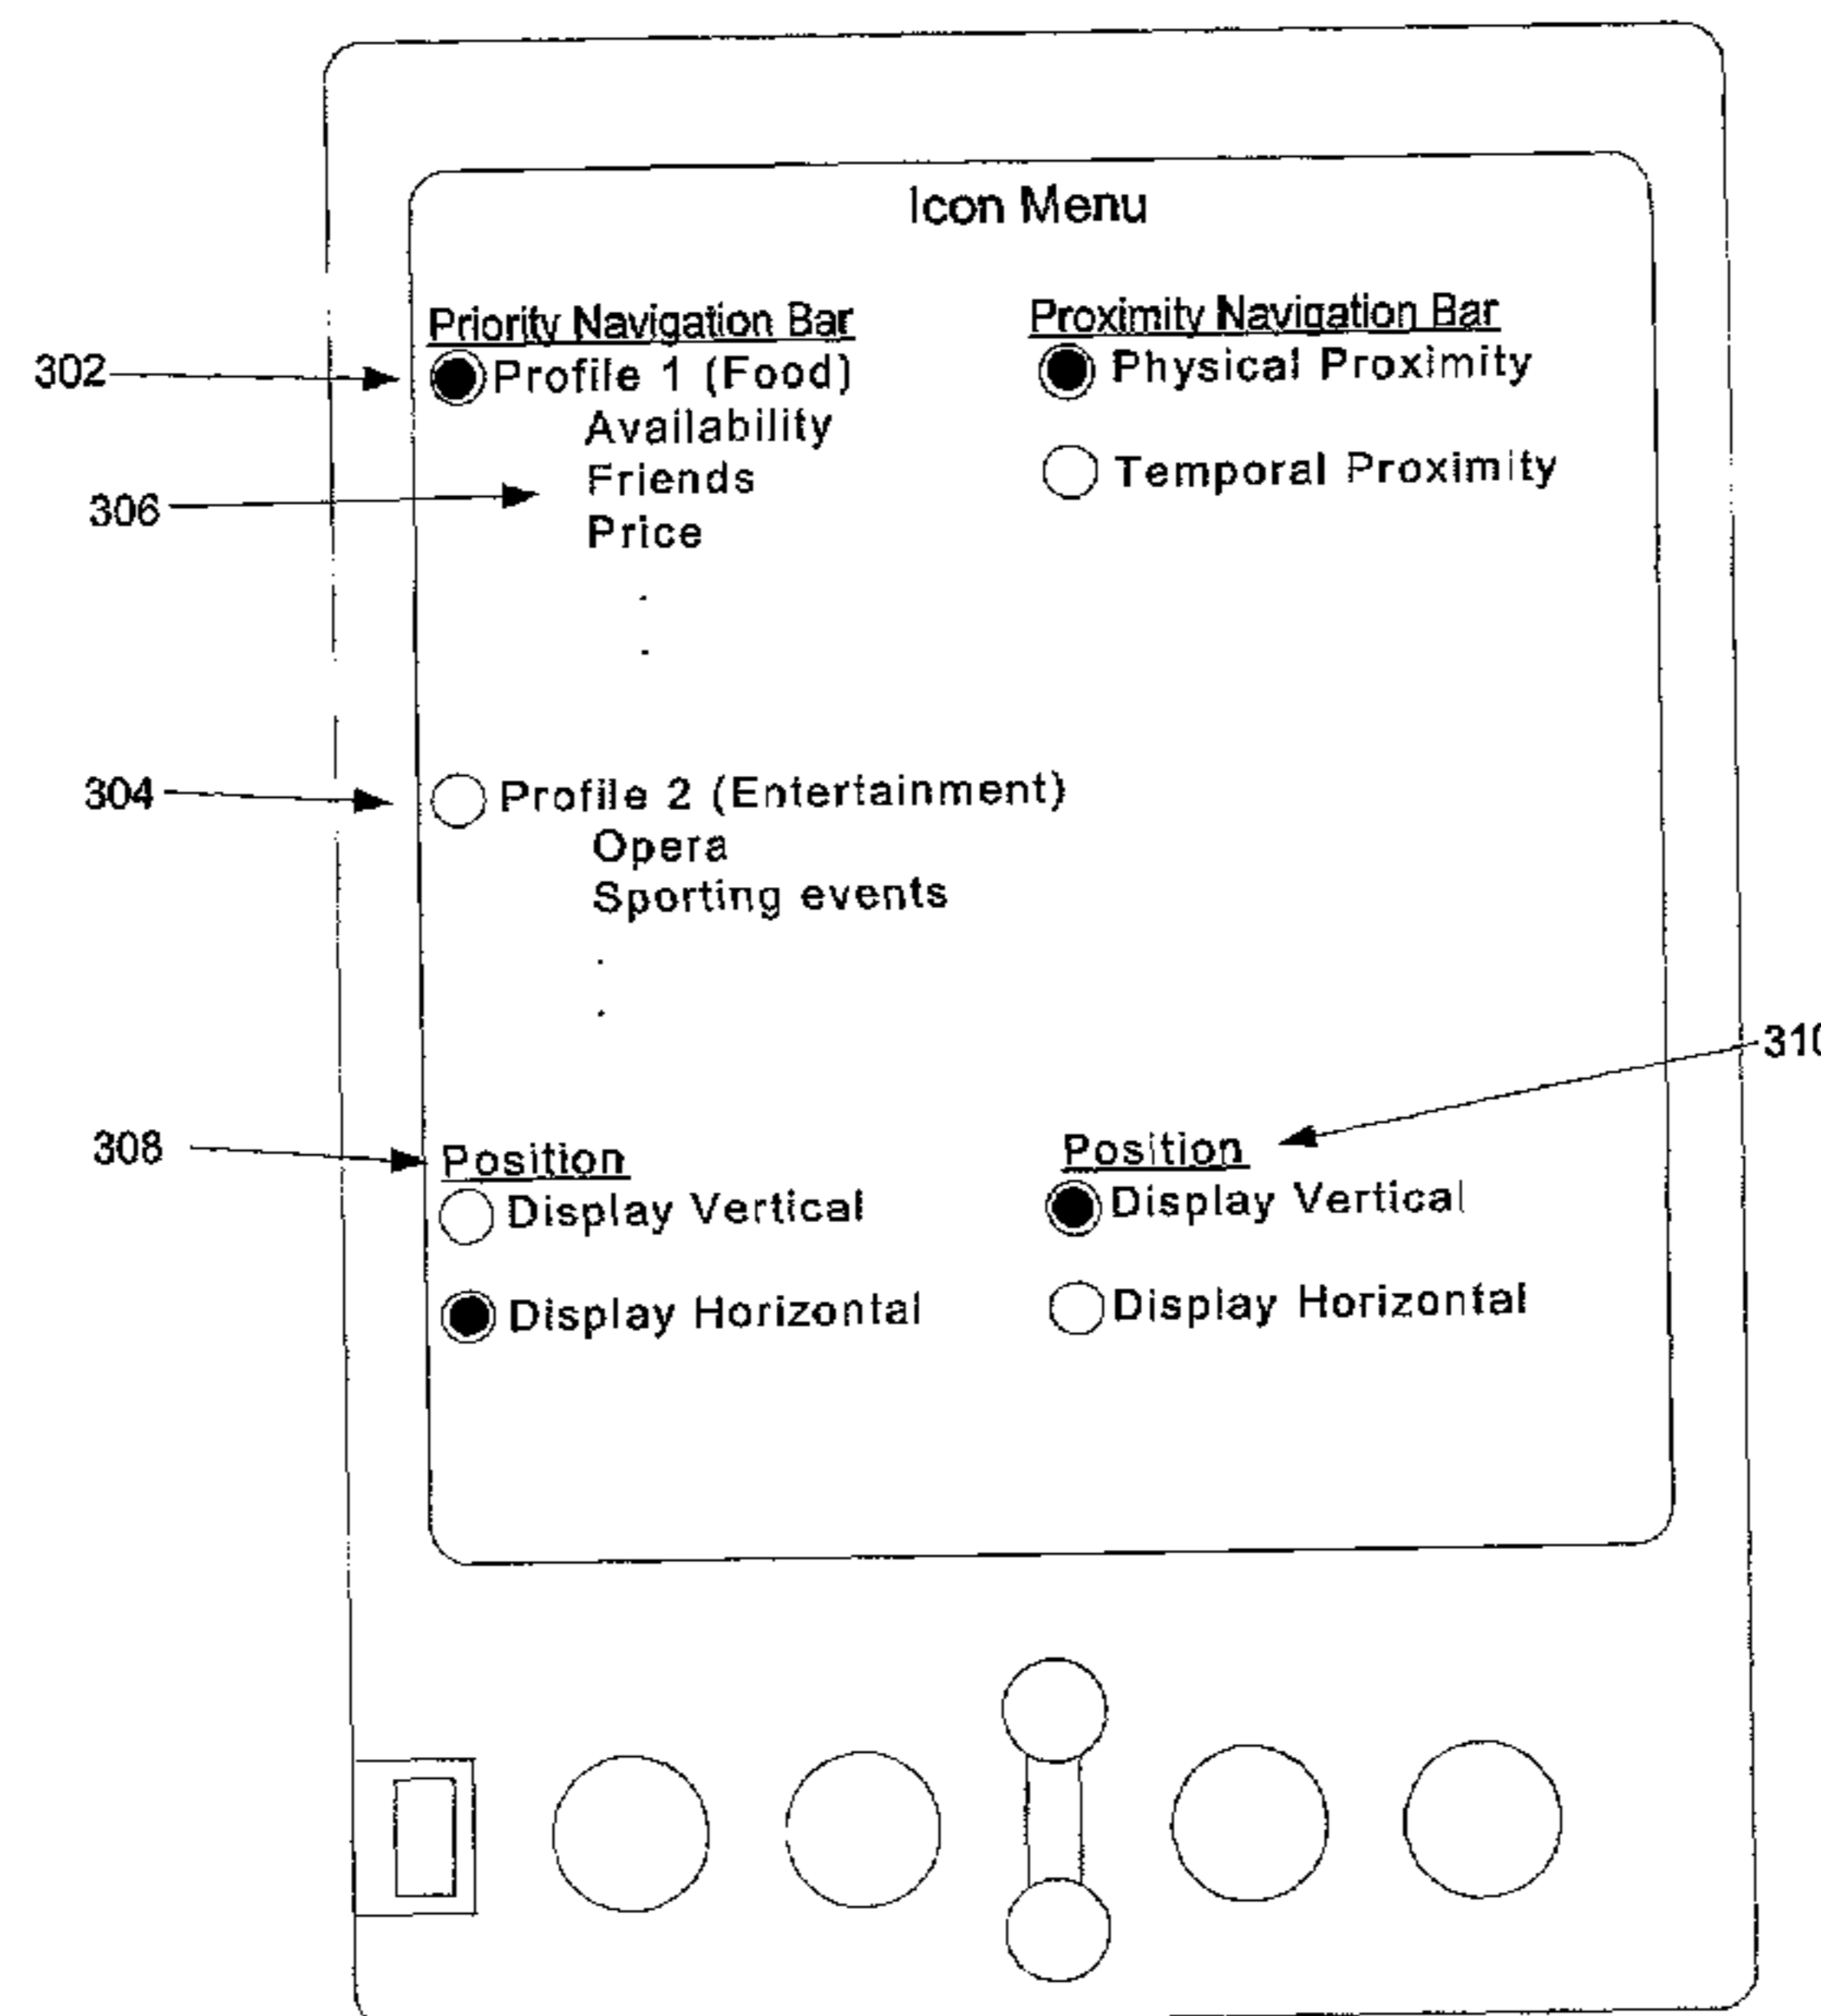 Icon Menu
Priority Navigation Bar
302
Profile 1 (Food)
Availability
306
Friends
Price
304
Profile 2 (Entertainment)
Opera
Sporting events
308
Position
Display Vertical
Display Horizontal
Proximity Navigation Bar
Physical Proximity
Temporal Proximity
310
Position
Display Vertical
Display Horizontal